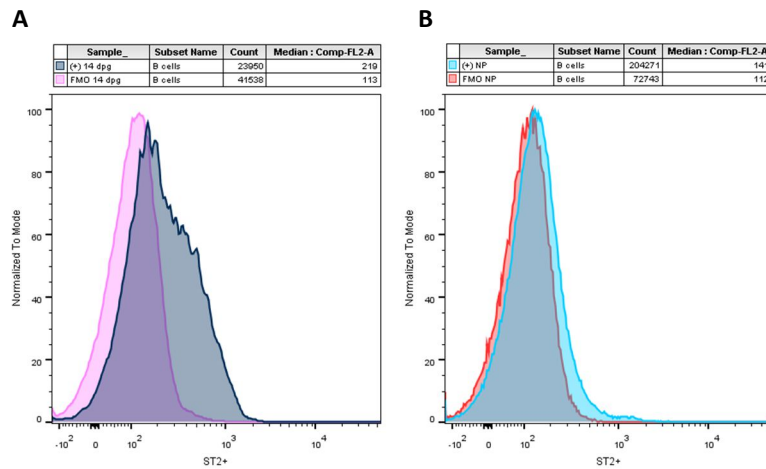 A
Sample_ Subset Name Count Median : Comp-FL2-A
(+) 14 dpg B cells 23950 219
FMO 14 dpg B cells 41538 113
Normalized To Mode
100
80
60
40
20
0
-10² 0 10² 10³ 10⁴
ST2+
B
Sample_ Subset Name Count Median : Comp-FL2-A
(+) NP B cells 204271 141
FMO NP B cells 72743 112
Normalized To Mode
100
80
60
40
20
0
-10² 0 10² 10³ 10⁴
ST2+